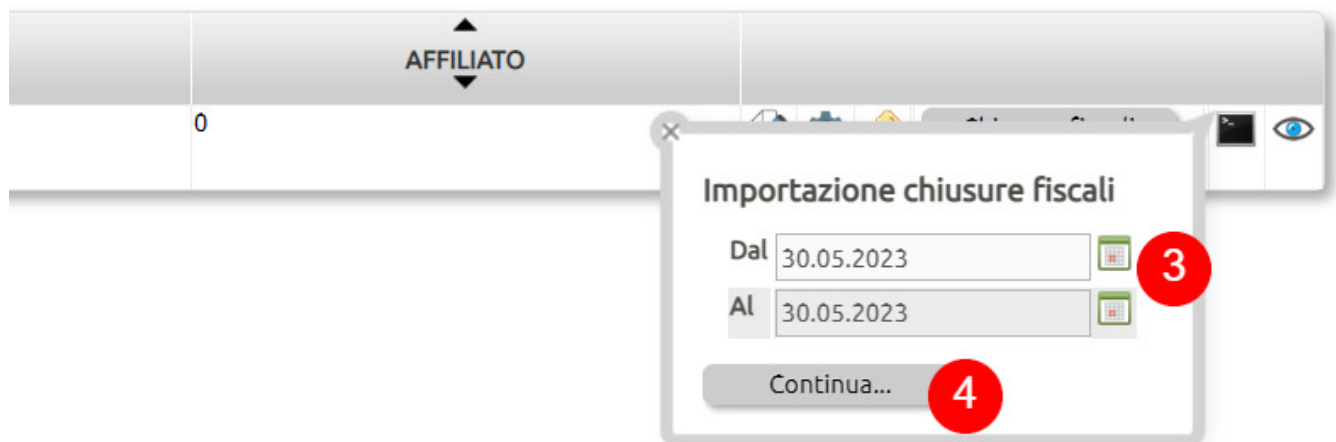 AFFILIATO
0
Importazione chiusure fiscali
Dal 30.05.2023
3
Al 30.05.2023
Continua...
4